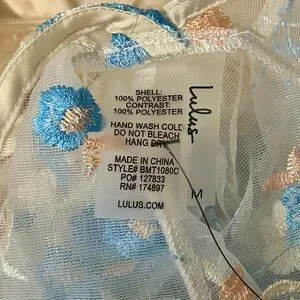 Lulus
SHELL:
100% POLYESTER
CONTRAST:
100% POLYESTER
HAND WASH COLD
DO NOT BLEACH
HANG DRY
MADE IN CHINA
STYLE# BMT1080C
PO# 127833
RN# 174897
LULUS.COM
M